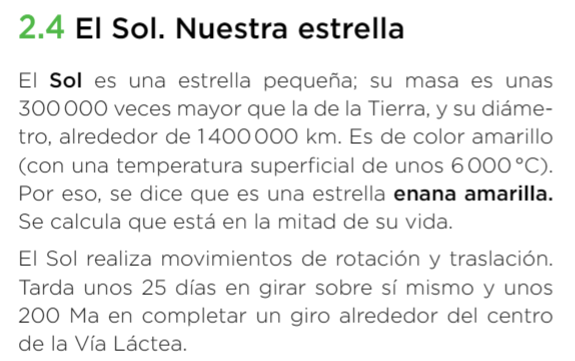 2.4 El Sol. Nuestra estrella
El Sol es una estrella pequeña; su masa es unas
300 000 veces mayor que la de la Tierra, y su diáme-
tro, alrededor de 1 400 000 km. Es de color amarillo
(con una temperatura superficial de unos 6 000 °C).
Por eso, se dice que es una estrella enana amarilla.
Se calcula que está en la mitad de su vida.
El Sol realiza movimientos de rotación y traslación.
Tarda unos 25 días en girar sobre sí mismo y unos
200 Ma en completar un giro alrededor del centro
de la Vía Láctea.